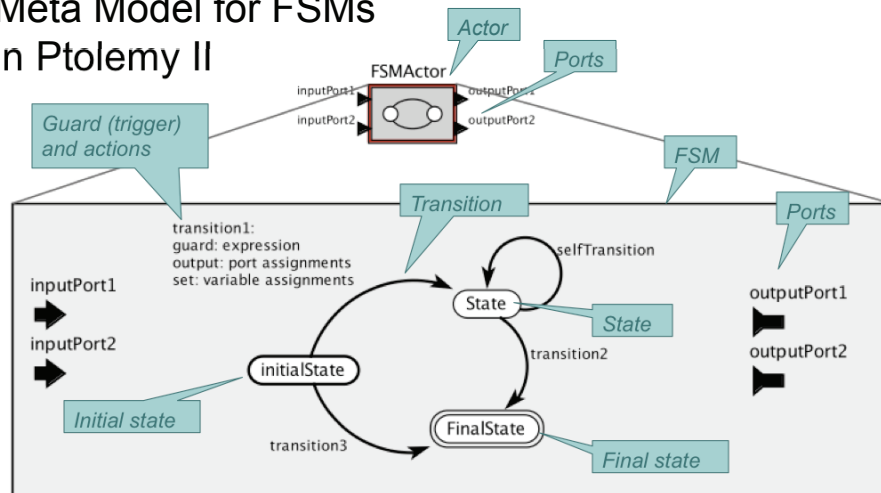 Meta Model for FSMs
n Ptolemy II
Actor
Ports
FSMActor
inputPort1
outputPort1
inputPort2
outputPort2
Guard (trigger)
and actions
FSM
Transition
Ports
transition1:
guard: expression
output: port assignments
set: variable assignments
selfTransition
inputPort1
outputPort1
State
State
inputPort2
outputPort2
transition2
initialState
Initial state
FinalState
transition3
Final state